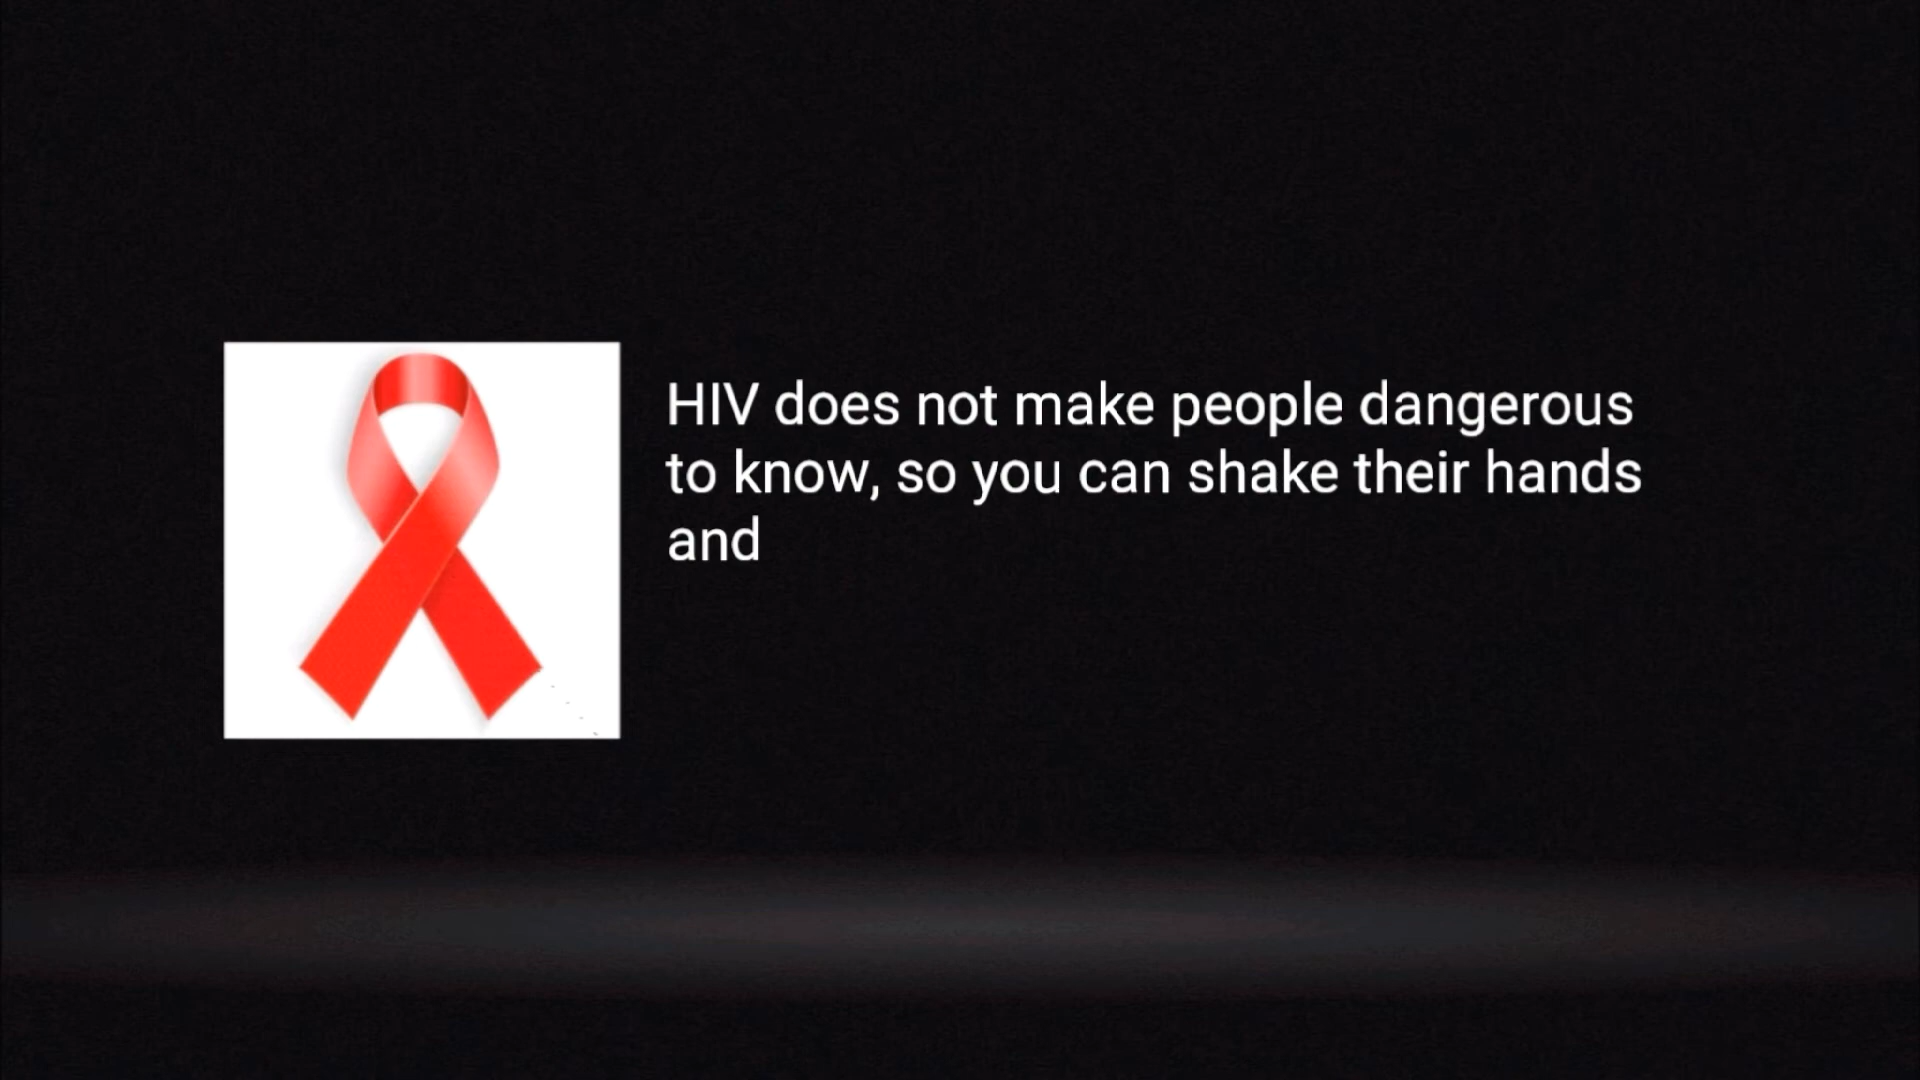 HIV does not make people dangerous
to know, so you can shake their hands
and